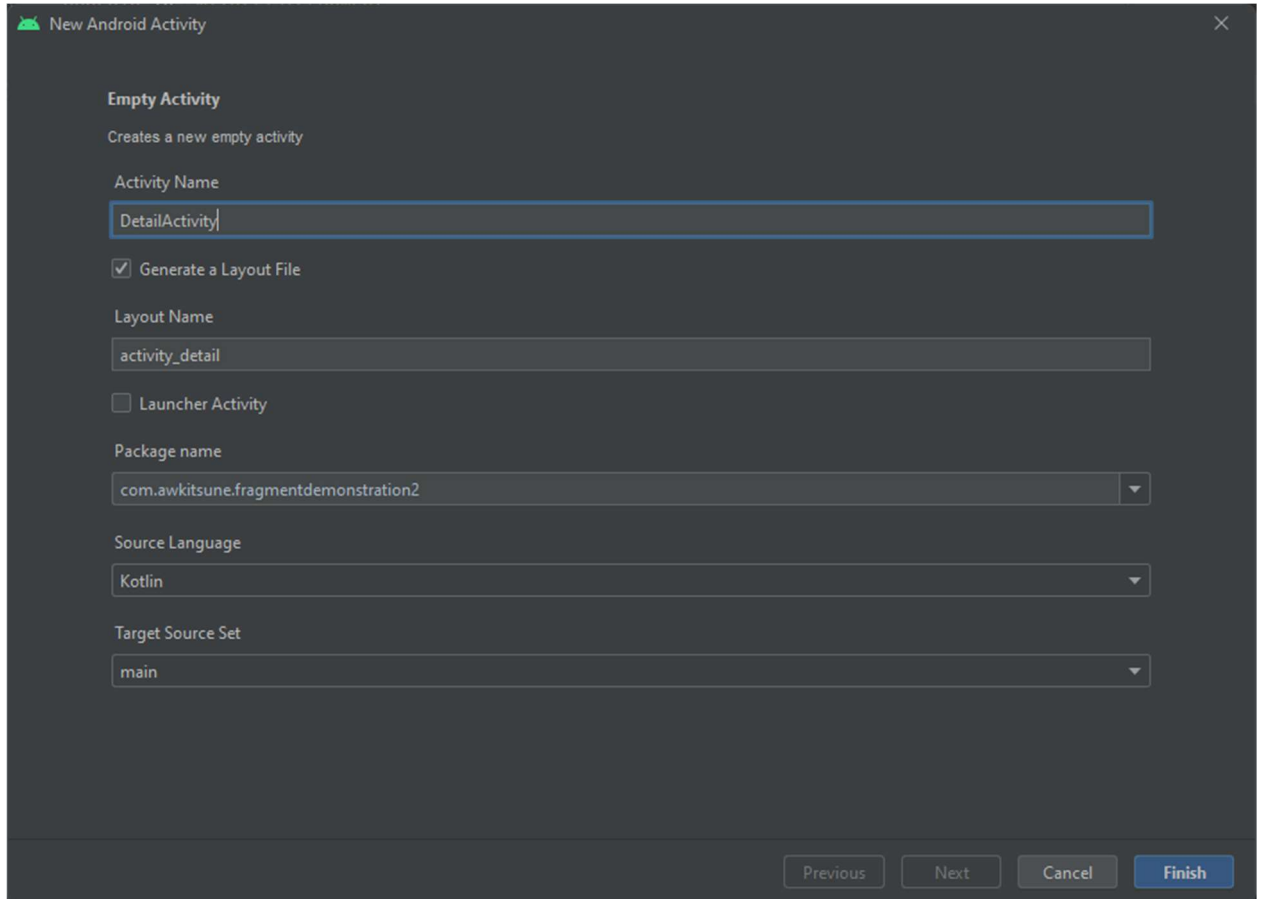 New Android Activity
Empty Activity
Creates a new empty activity
Activity Name
DetailActivity
Generate a Layout File
Layout Name
activity_detail
Launcher Activity
Package name
com.awkitsune.fragmentdemonstration2
Source Language
Kotlin
Target Source Set
main
Previous Next Cancel Finish